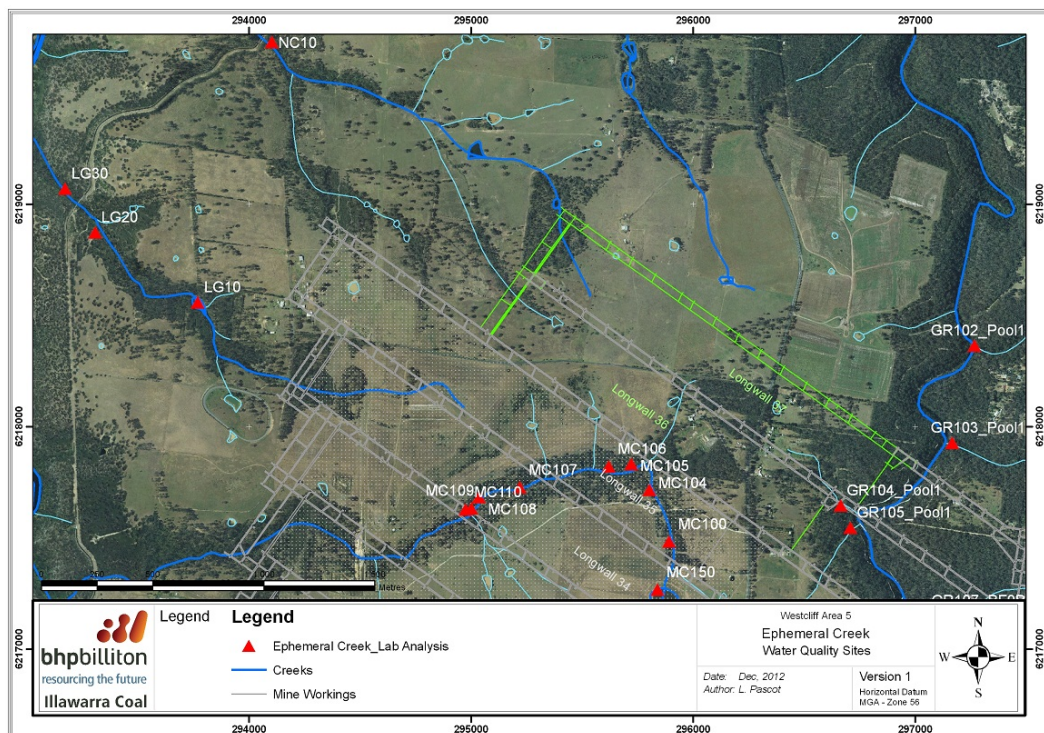 294000 295000 296000 297000
NC10
LG30
LG20
LG10
6219000
6219000
GR102_Pool1
Longwall 37
Longwall 36
6218000
6218000
GR103_Pool1
MC106
MC107
MC105
MC104
MC109
MC110
MC108
Longwall 35
GR104_Pool1
GR105_Pool1
MC100
Longwall 34
MC150
Metres
bhpbilliton
resourcing the future
Illawarra Coal
Legend
Legend
Ephemeral Creek_Lab Analysis
Creeks
Mine Workings
Westcliff Area 5
Ephemeral Creek
Water Quality Sites
Date: Dec, 2012
Author: L. Pascot
Version 1
Horizontal Datum
MGA - Zone 56
N
W E
S
6217000
6217000
294000 295000 296000 297000